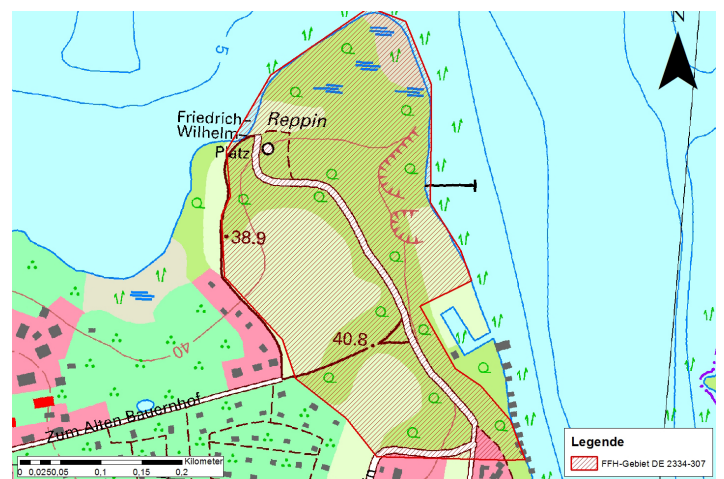 N
5
Friedrich
Wilhelm
Platz
Reppin
38.9
40
40.8
Zum Alten Bauernhof
Kilometer
0 0,0250,05 0,1 0,15 0,2
Legende
FFH-Gebiet DE 2334-307